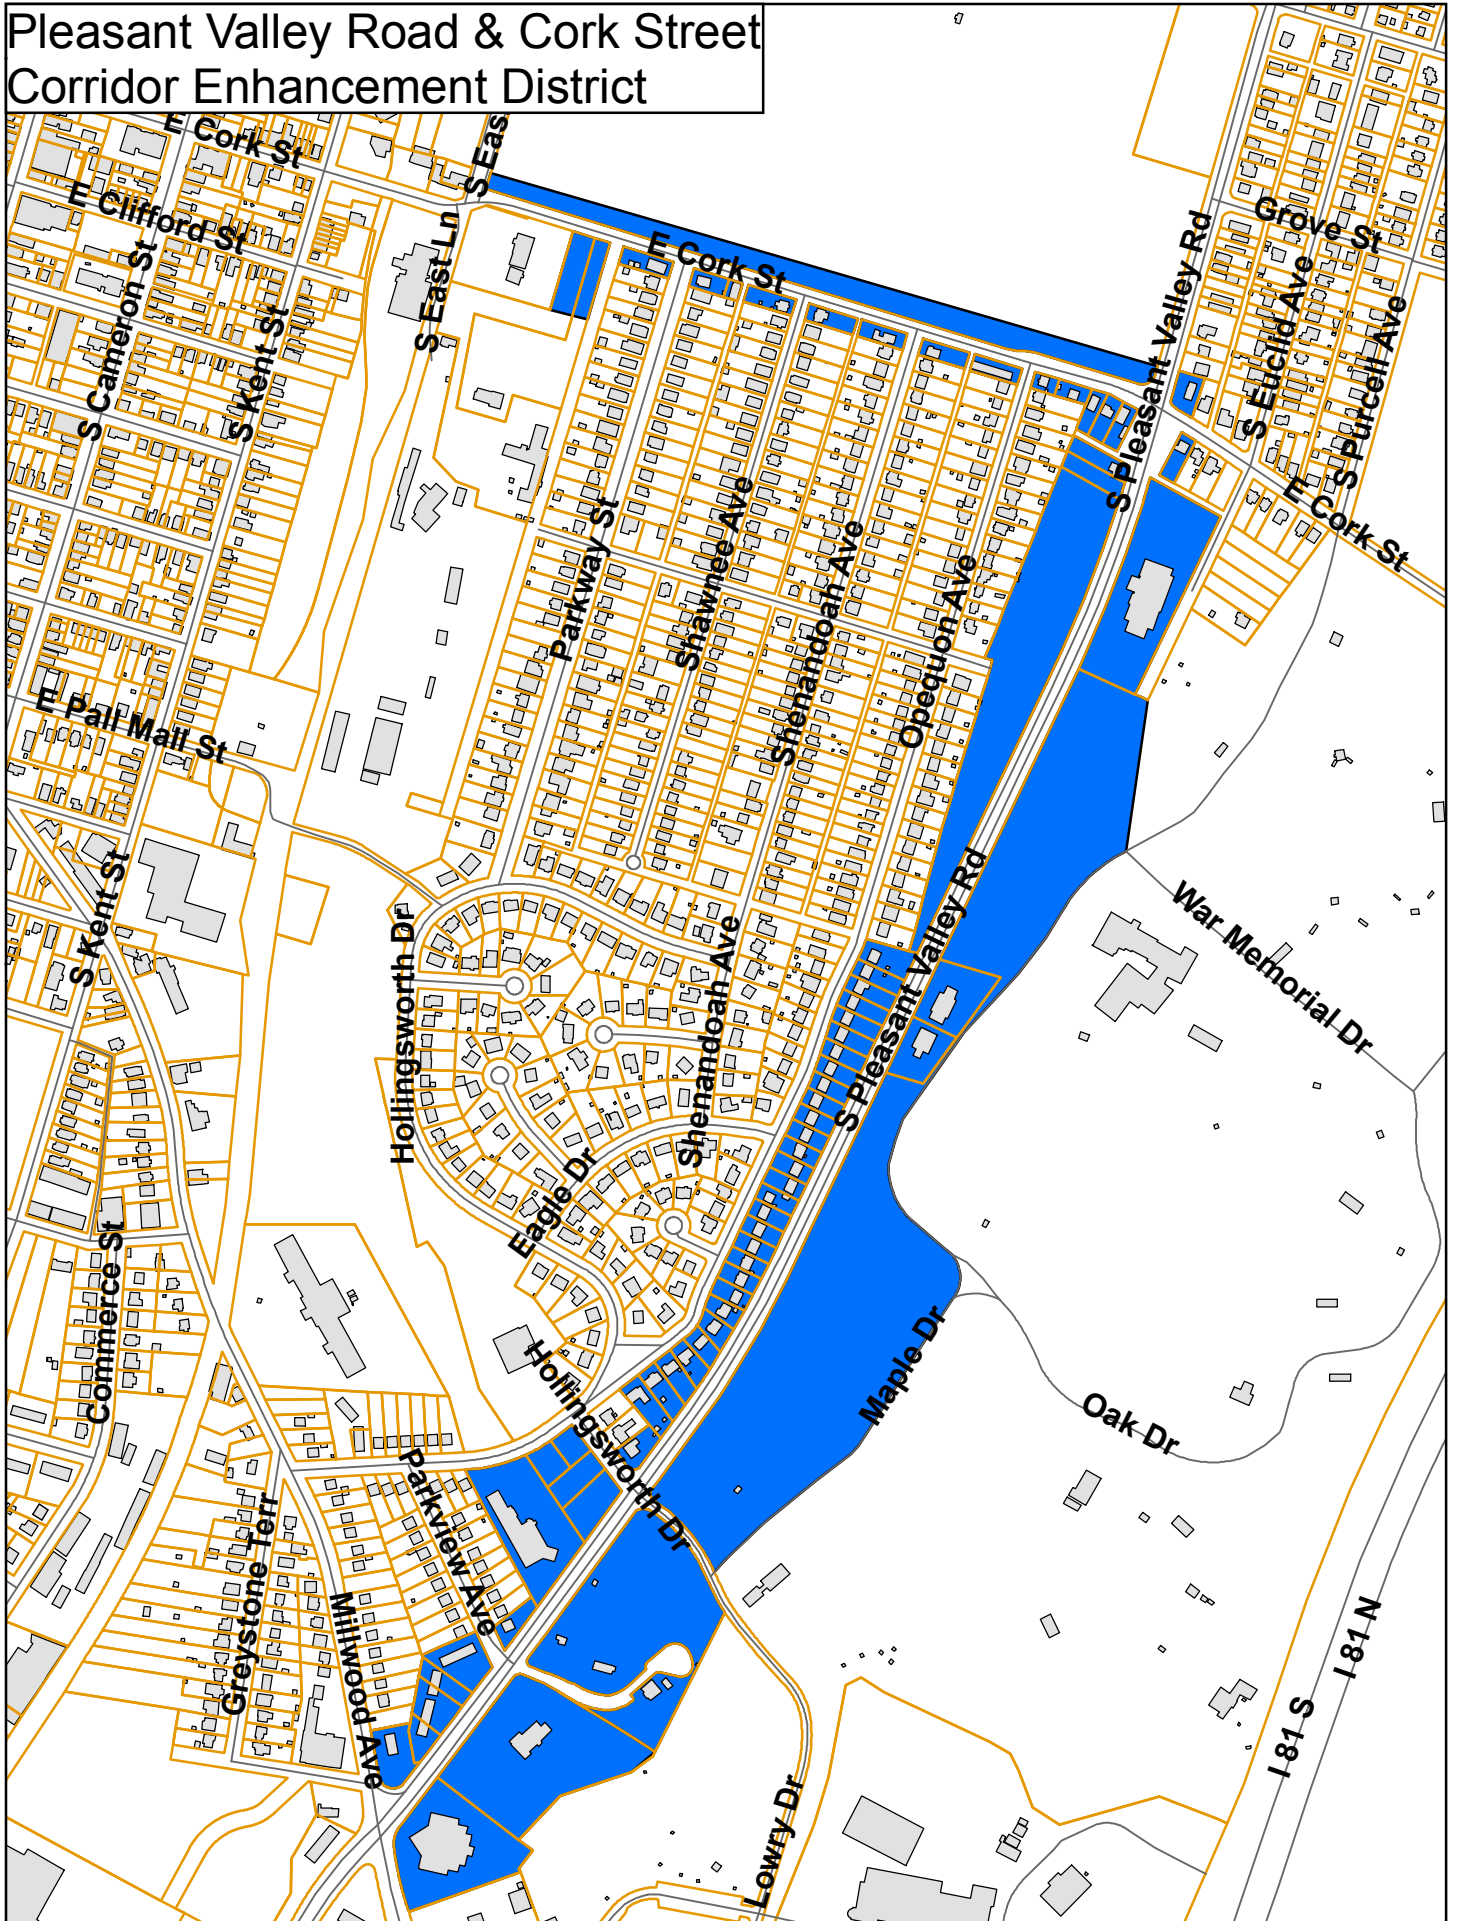 Pleasant Valley Road & Cork Street
Corridor Enhancement District
E Cork St
S Eas
E Clifford St
S East Ln
S Cameron St
S Kent St
E Cork St
Grove St
S Pleasant Valley Rd
S Euclid Ave
S Purcell Ave
E Cork St
Parkway St
Shawnee Ave
Shenandoah Ave
Opequon Ave
E Pall Mall St
S Kent St
Hollingsworth Dr
Shenandoah Ave
S Pleasant Valley Rd
War Memorial Dr
Eagle Dr
Commerce St
Hollingsworth Dr
Maple Dr
Oak Dr
Parkview Ave
Greystone Terr
Millwood Ave
Lowry Dr
I 81 S
I 81 N